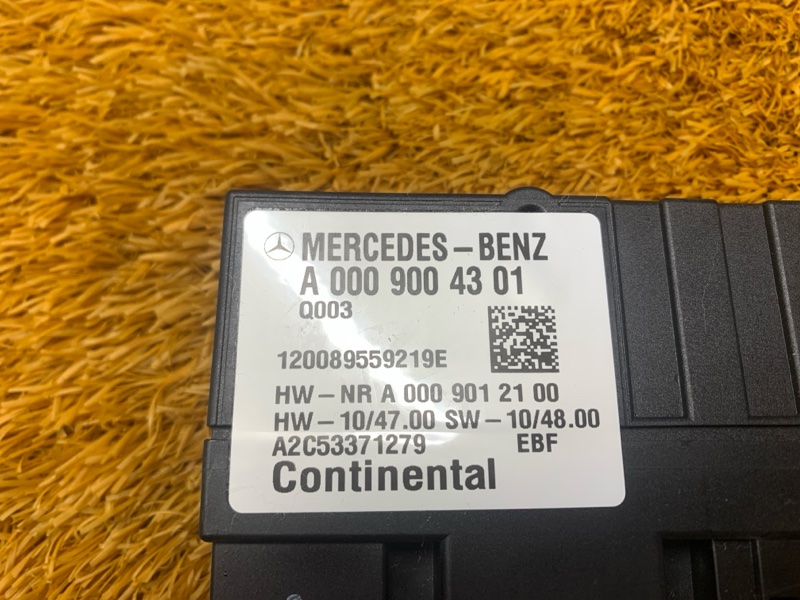 MERCEDES-BENZ
A 000 900 43 01
Q003
120089559219E
HW-NR A 000 901 21 00
HW-10/47.00 SW-10/48.00
A2C53371279 EBF
Continental